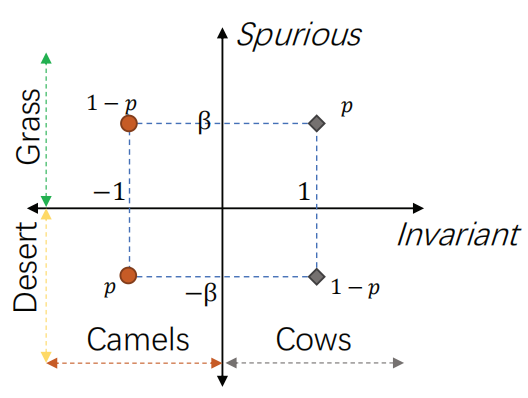 Spurious
Grass
1 − p
β
p
−1
1
Invariant
Desert
p
−β
1 − p
Camels
Cows